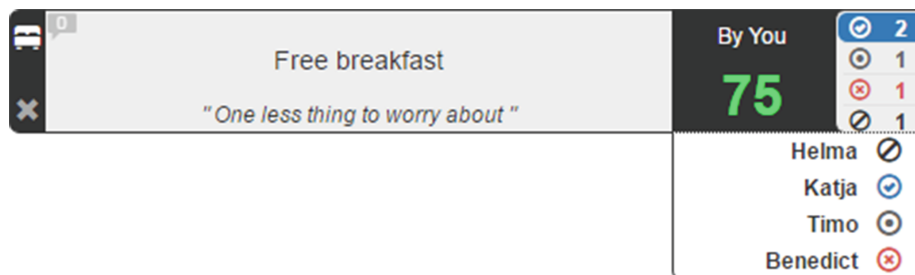 0
Free breakfast
"One less thing to worry about"
By You
75
2
1
1
1
Helma
Katja
Timo
Benedict